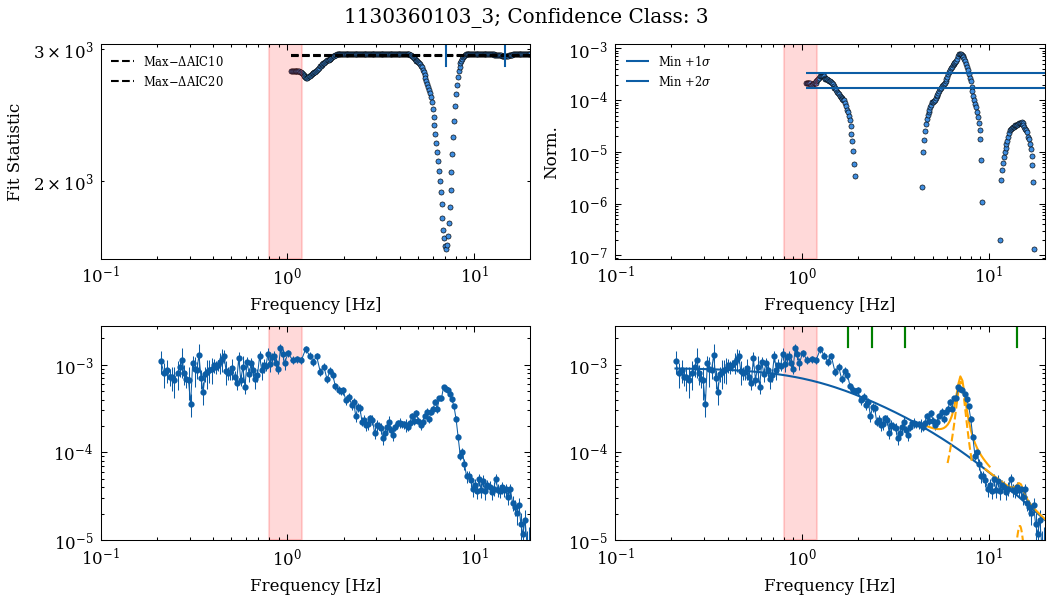 1130360103_3; Confidence Class: 3
Fit Statistic
3 × 10³
2 × 10³
Max−ΔAIC10
Max−ΔAIC20
10⁻¹
10⁰
10¹
Frequency [Hz]
Norm.
10⁻³
10⁻⁴
10⁻⁵
10⁻⁶
10⁻⁷
Min +1σ
Min +2σ
10⁻¹
10⁰
10¹
Frequency [Hz]
10⁻³
10⁻⁴
10⁻⁵
10⁻¹
10⁰
10¹
Frequency [Hz]
10⁻³
10⁻⁴
10⁻⁵
10⁻¹
10⁰
10¹
Frequency [Hz]